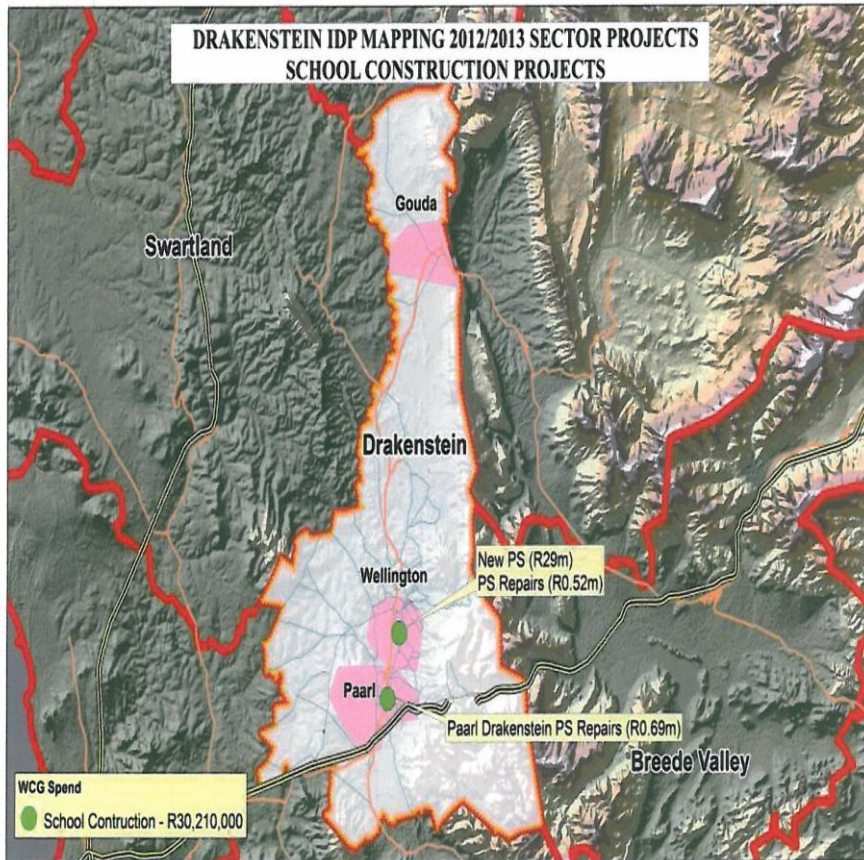 DRAKENSTEIN IDP MAPPING 2012/2013 SECTOR PROJECTS
SCHOOL CONSTRUCTION PROJECTS
Gouda
Swartland
Drakenstein
Wellington
New PS (R29m)
PS Repairs (R0.52m)
Paarl
Paarl Drakenstein PS Repairs (R0.69m)
Breede Valley
WCG Spend
School Contruction - R30,210,000